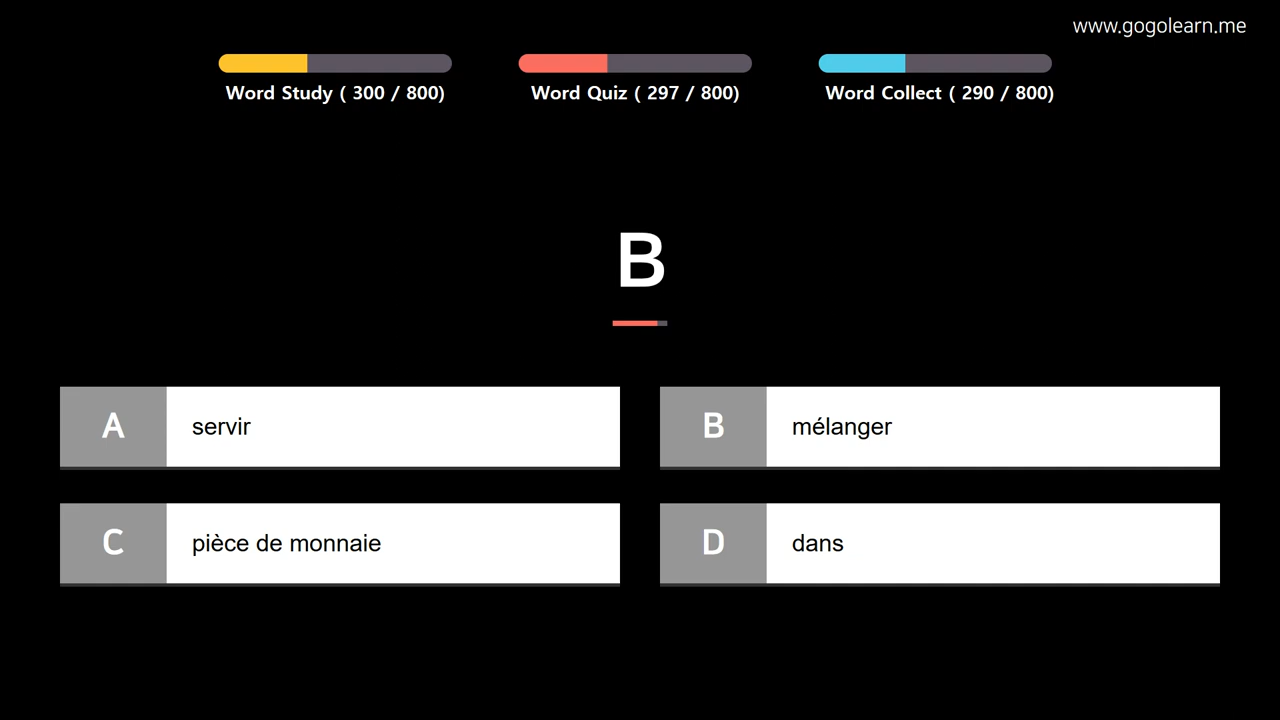 www.gogolearn.me
Word Study ( 300 / 800)
Word Quiz ( 297 / 800)
Word Collect ( 290 / 800)
B
A servir
B mélanger
C pièce de monnaie
D dans